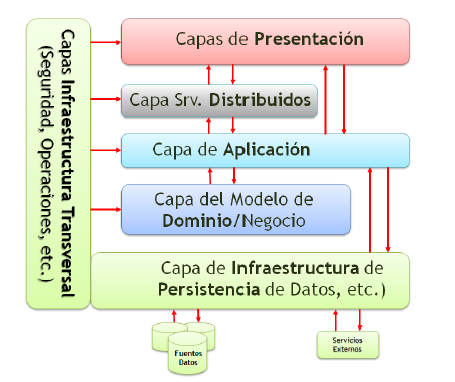 Capas Infraestructura Transversal
(Seguridad, Operaciones, etc.)
Capas de Presentación
Capa Srv. Distribuidos
Capa de Aplicación
Capa del Modelo de
Dominio/Negocio
Capa de Infraestructura de
Persistencia de Datos, etc.)
Fuentos
Datos
Servicios
Externos